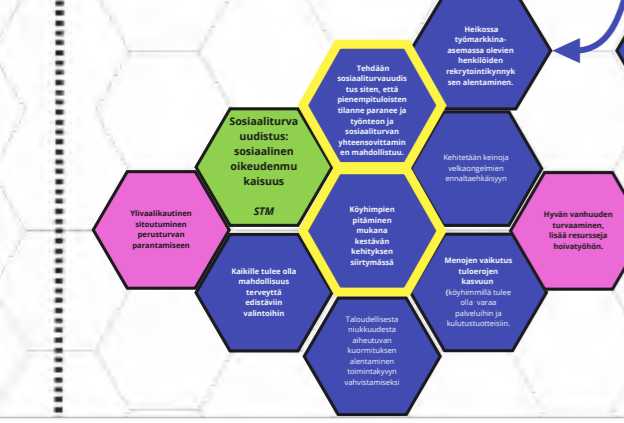 Heikossa
työmarkkina-
asemassa olevien
henkilöiden
rekrytointikynnyk
sen alentaminen.
Tehdään
sosiaaliturvauudis
tus siten, että
pienempituloisten
tilanne paranee ja
työnteon ja
sosiaaliturvan
yhteensovittamin
en mahdollistuu.
Sosiaaliturva
uudistus:
sosiaalinen
oikeudenmu
kaisuus
STM
Kehitetään keinoja
velkaongelmien
ennaltaehkäisyyn
Ylivaalikautinen
sitoutuminen
perusturvan
parantamiseen
Köyhimpien
pitäminen
mukana
kestävän
kehityksen
siirtymässä
Hyvän vanhuuden
turvaaminen,
lisää resursseja
hoivatyöhön.
Kaikille tulee olla
mahdollisuus
terveyttä
edistäviin
valintoihin
Menojen vaikutus
tuloerojen
kasvuun
(köyhimmillä tulee
olla varaa
palveluihin ja
kulutustuotteisiin.
Taloudellisesta
niukkuudesta
aiheutuvan
kuormituksen
alentaminen
toimintakyvyn
vahvistamiseksi